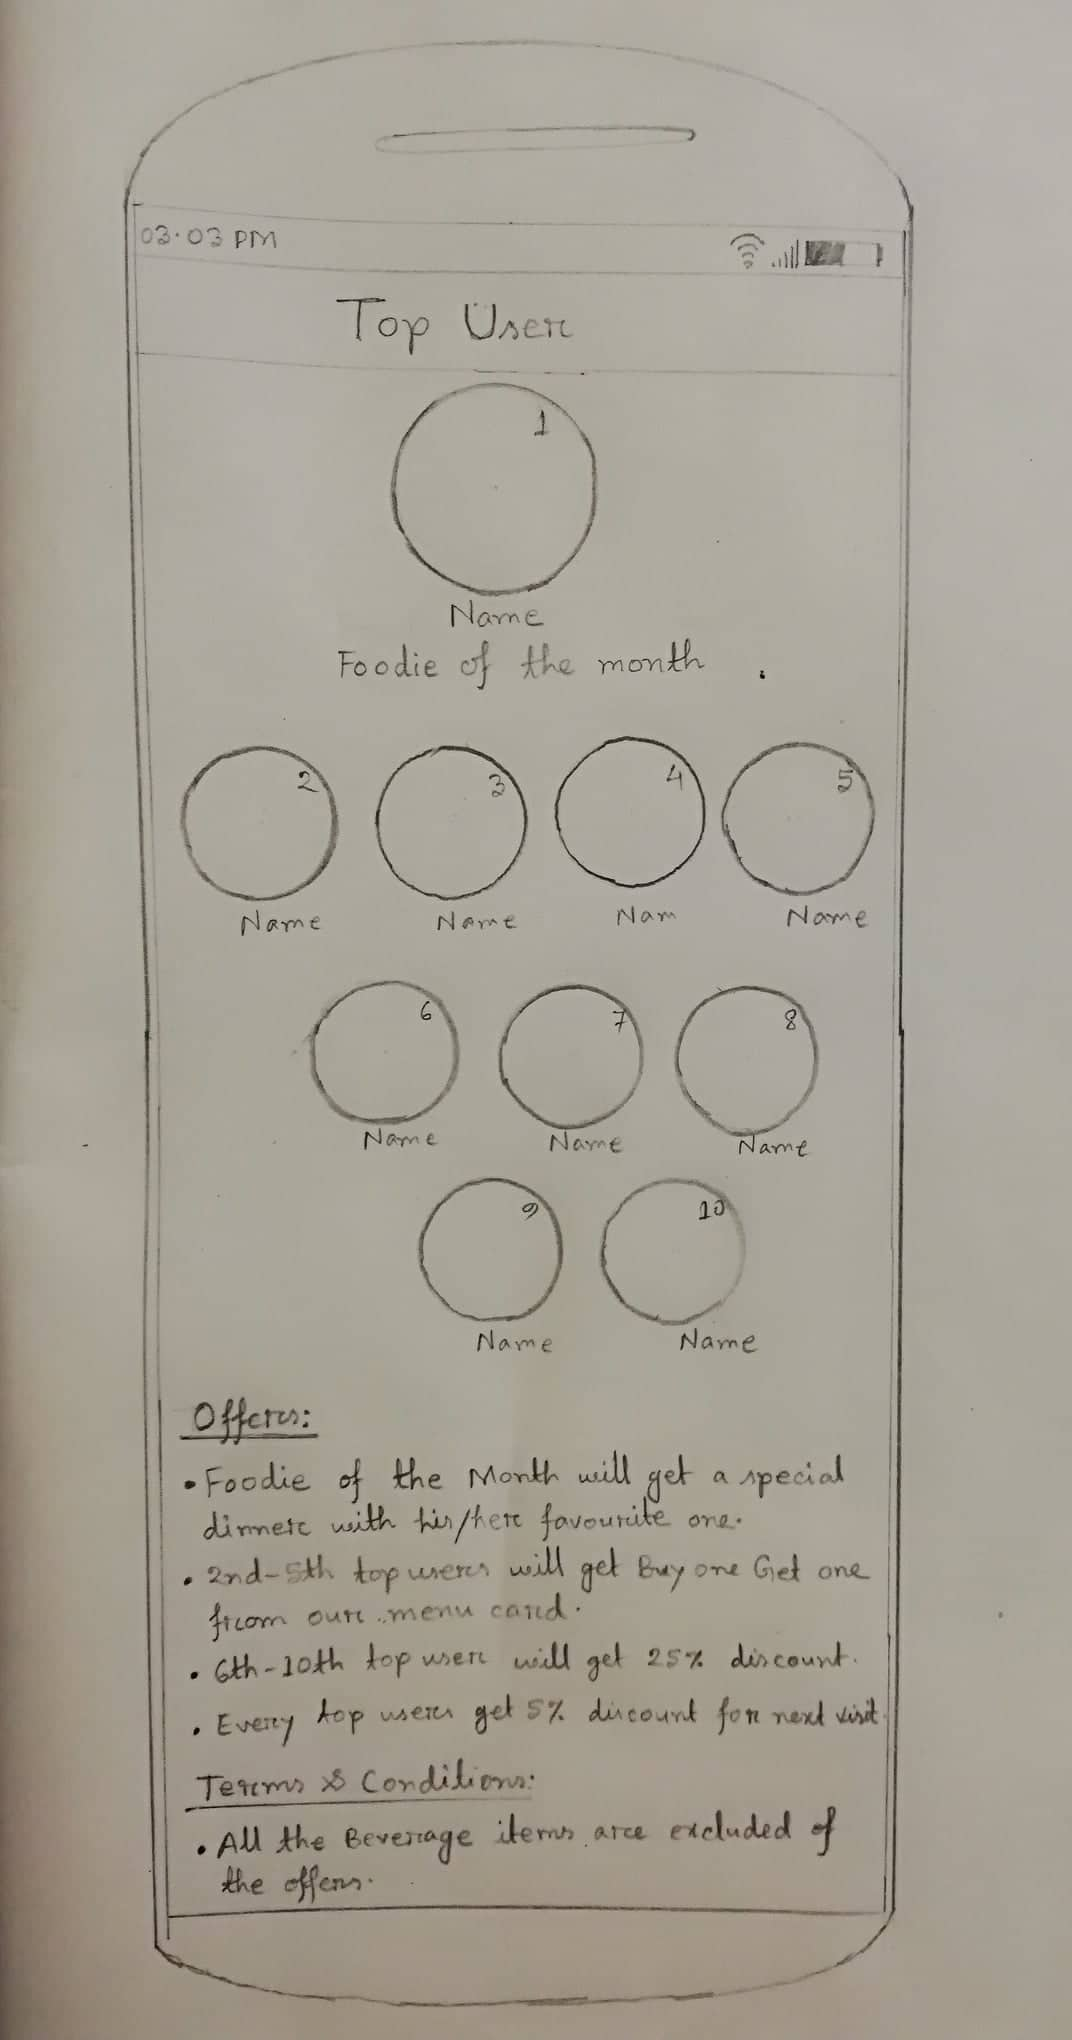 03.03 PM
Top User
1
Name
Foodie of the month .
2 3 4 5
Name Name Nam Name
6 7 8
Name Name Name
9 10
Name Name
Offers:
• Foodie of the Month will get a special
dinner with his/her favourite one.
• 2nd-5th top users will get Buy one Get one
from our menu card.
• 6th-10th top user will get 25% discount.
• Every top users get 5% discount for next visit
Terms & Conditions:
• All the Beverage items are excluded of
the offers.